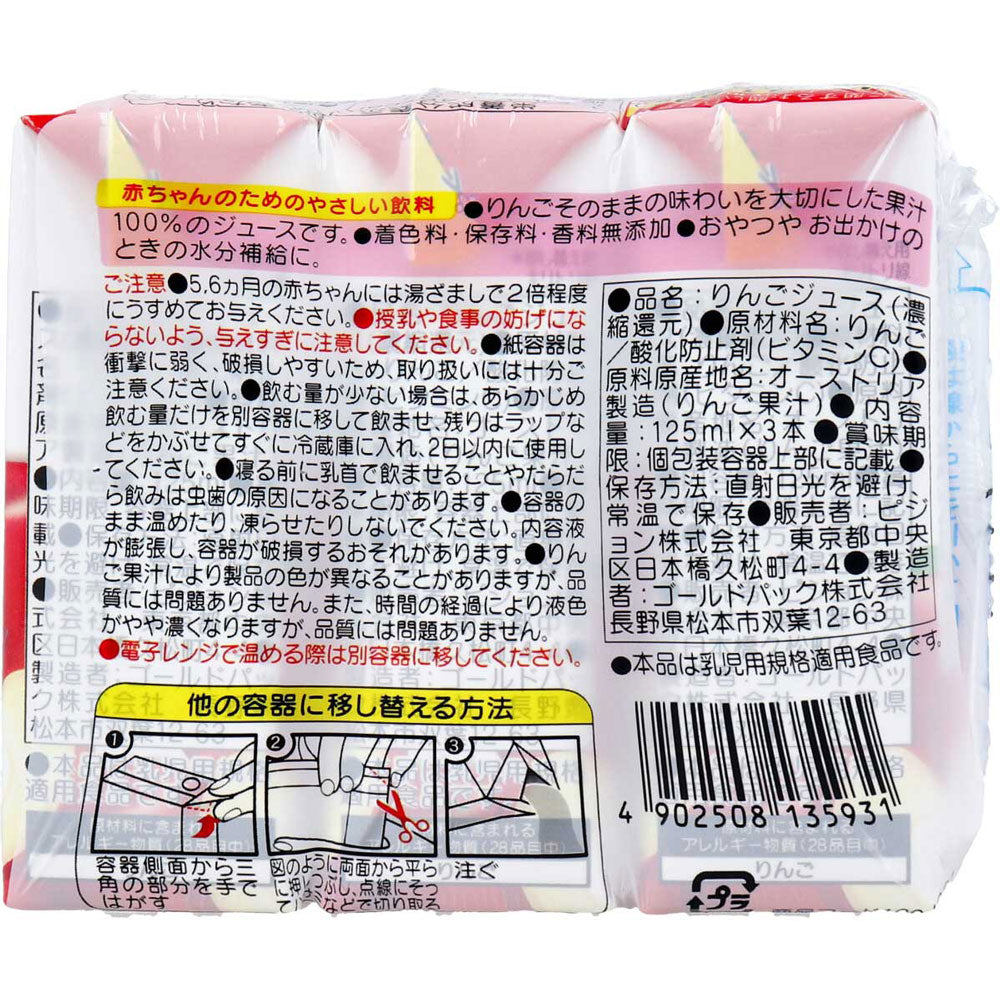 赤ちゃんのためのやさしい飲料 ●りんごそのままの味わいを大切にした果汁
100%のジュースです。●着色料・保存料・香料無添加 ●おやつや お出かけの
ときの水分補給に。
ご注意 ●5,6ヵ月の赤ちゃんには湯ざましで2倍程度
にうすめてお与えください。●授乳や食事の妨げにな
らないよう、与えすぎに注意してください。●紙容器は
衝撃に弱く、破損しやすいため、取り扱いには十分ご
注意ください。●飲む量が少ない場合は、あらかじめ
飲む量だけを別容器に移して飲ませ、残りはラップな
どをかぶせてすぐに冷蔵庫に入れ、2日以内に使用し
てください。●寝る前に乳首で飲ませることやだらだ
ら飲みは虫歯の原因になることがあります。●容器の
まま温めたり、凍らせたりしないでください。内容液
が膨張し、容器が破損するおそれがあります。●りん
ご果汁により製品の色が異なることがありますが、品
質には問題ありません。また、時間の経過により液色
がやや濃くなりますが、品質には問題ありません。
●電子レンジで温める際は別容器に移してください。
●品名：りんごジュース(濃
縮還元)●原材料名：りんご
／酸化防止剤(ビタミンC)●
原料原産地名：オーストリア
製造(りんご果汁)●内容
量：125ml×3本●賞味期
限：個包装容器上部に記載●
保存方法：直射日光を避け、
常温で保存●販売者：ピジ
ョン株式会社 東京都中央
区日本橋久松町4-4●製造
者：ゴールドパック株式会社
長野県松本市双葉12-63
●本品は乳児用規格適用食品です。
他の容器に移し替える方法
1 2 3
容器側面から三
角の部分を手で
はがす
図のように両面から平ら
に押しつぶし、点線にそっ
などで切り取る
注ぐ
4 902508 135931
原材料に含まれる
アレルギー物質(28品目中)
りんご
プラ